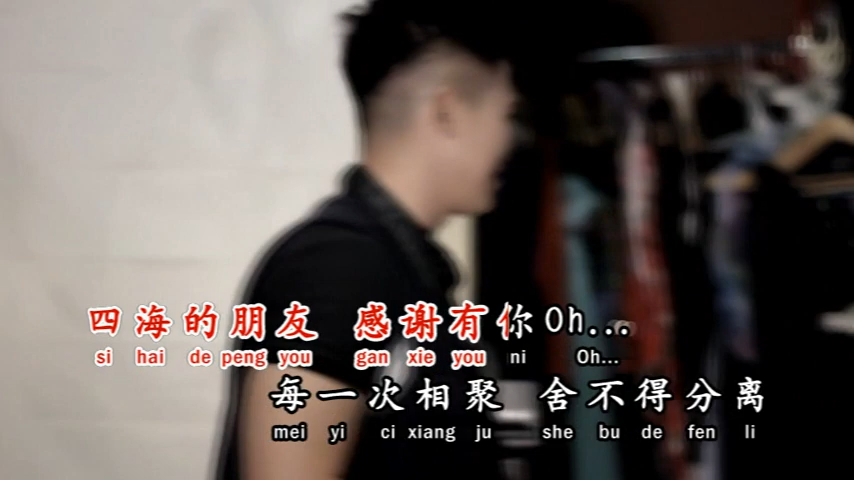 四海的朋友 感谢有你Oh...
si hai de peng you gan xie you ni Oh...
每一次相聚 舍不得分离
mei yi ci xiang ju she bu de fen li